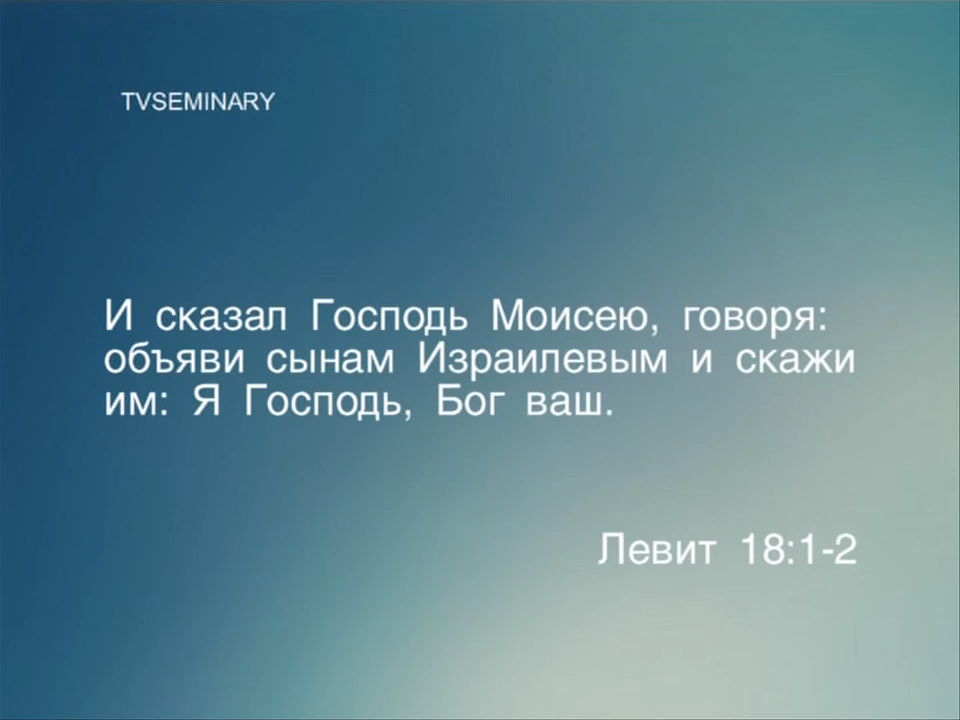 TVSEMINARY
И сказал Господь Моисею, говоря:
объяви сынам Израилевым и скажи
им: Я Господь, Бог ваш.
Левит 18:1-2